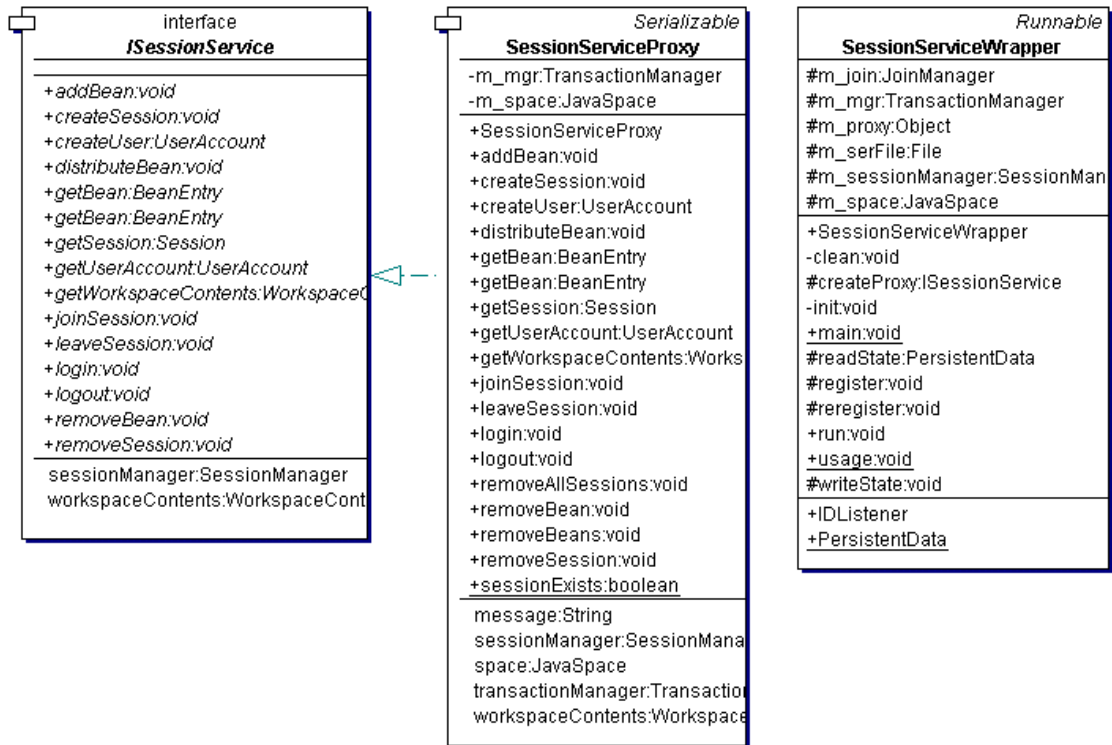 interface
ISessionService
+addBean:void
+createSession:void
+createUser:UserAccount
+distributeBean:void
+getBean:BeanEntry
+getBean:BeanEntry
+getSession:Session
+getUserAccount:UserAccount
+getWorkspaceContents:WorkspaceC
+joinSession:void
+leaveSession:void
+login:void
+logout:void
+removeBean:void
+removeSession:void
sessionManager:SessionManager
workspaceContents:WorkspaceCont
Serializable
SessionServiceProxy
-m_mgr:TransactionManager
-m_space:JavaSpace
+SessionServiceProxy
+addBean:void
+createSession:void
+createUser:UserAccount
+distributeBean:void
+getBean:BeanEntry
+getBean:BeanEntry
+getSession:Session
+getUserAccount:UserAccount
+getWorkspaceContents:Works
+joinSession:void
+leaveSession:void
+login:void
+logout:void
+removeAllSessions:void
+removeBean:void
+removeBeans:void
+removeSession:void
+sessionExists:boolean
message:String
sessionManager:SessionMana
space:JavaSpace
transactionManager:Transaction
workspaceContents:Workspace
Runnable
SessionServiceWrapper
#m_join:JoinManager
#m_mgr:TransactionManager
#m_proxy:Object
#m_serFile:File
#m_sessionManager:SessionMan
#m_space:JavaSpace
+SessionServiceWrapper
-clean:void
#createProxy:ISessionService
-init:void
+main:void
#readState:PersistentData
#register:void
#reregister:void
+run:void
+usage:void
#writeState:void
+IDListener
+PersistentData